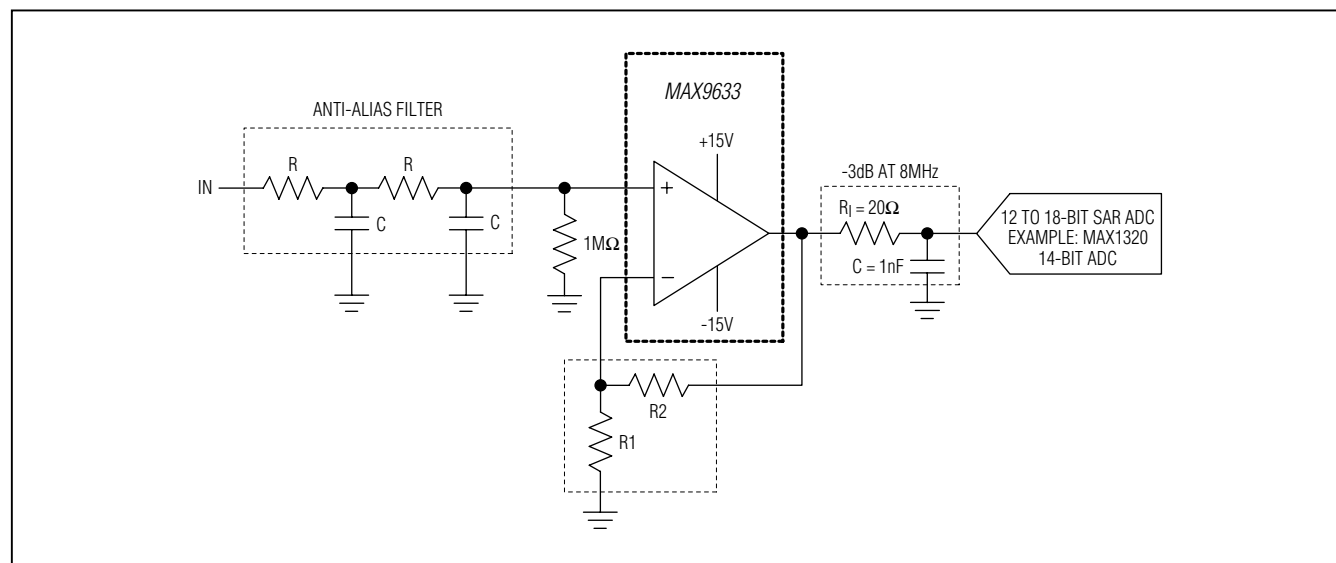 ANTI-ALIAS FILTER
IN
R
R
C
C
1MΩ
MAX9633
+15V
+
−
-15V
R2
R1
-3dB AT 8MHz
RI = 20Ω
C = 1nF
12 TO 18-BIT SAR ADC
EXAMPLE: MAX1320
14-BIT ADC